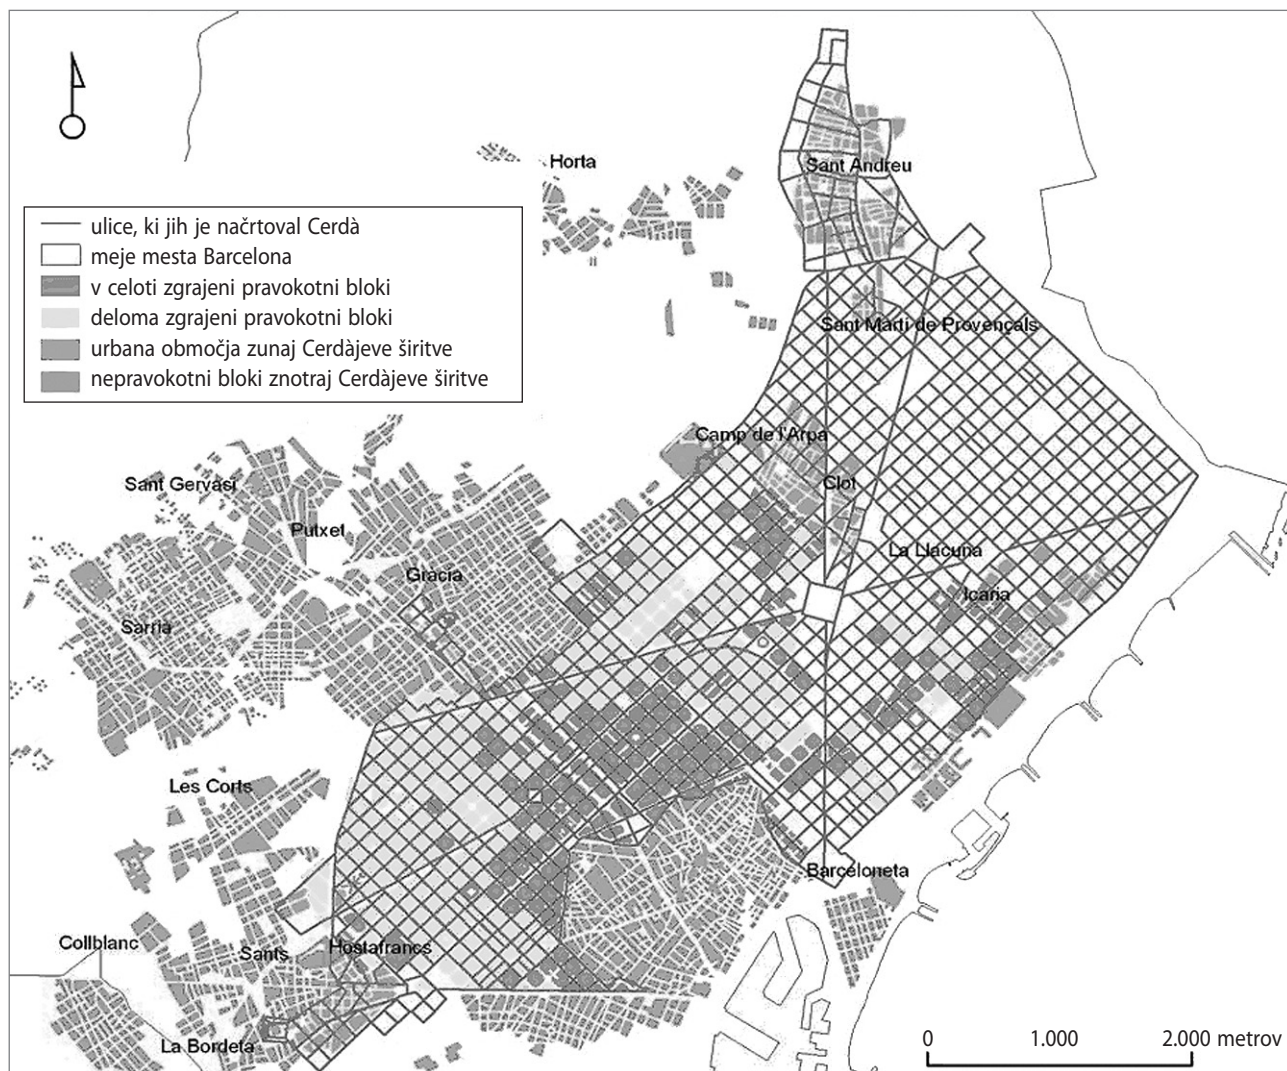 Horta
Sant Andreu
ulice, ki jih je načrtoval Cerdà
meje mesta Barcelona
v celoti zgrajeni pravokotni bloki
deloma zgrajeni pravokotni bloki
urbana območja zunaj Cerdàjeve širitve
nepravokotni bloki znotraj Cerdàjeve širitve
Sant Martí de Provençals
Camp de l'Arpa
Sant Gervasi
Clot
Putxet
La Llacuna
Gràcia
Icaria
Sarria
Les Corts
Barceloneta
Collblanc
Sants
Hostafrancs
La Bordeta
0 1.000 2.000 metrov